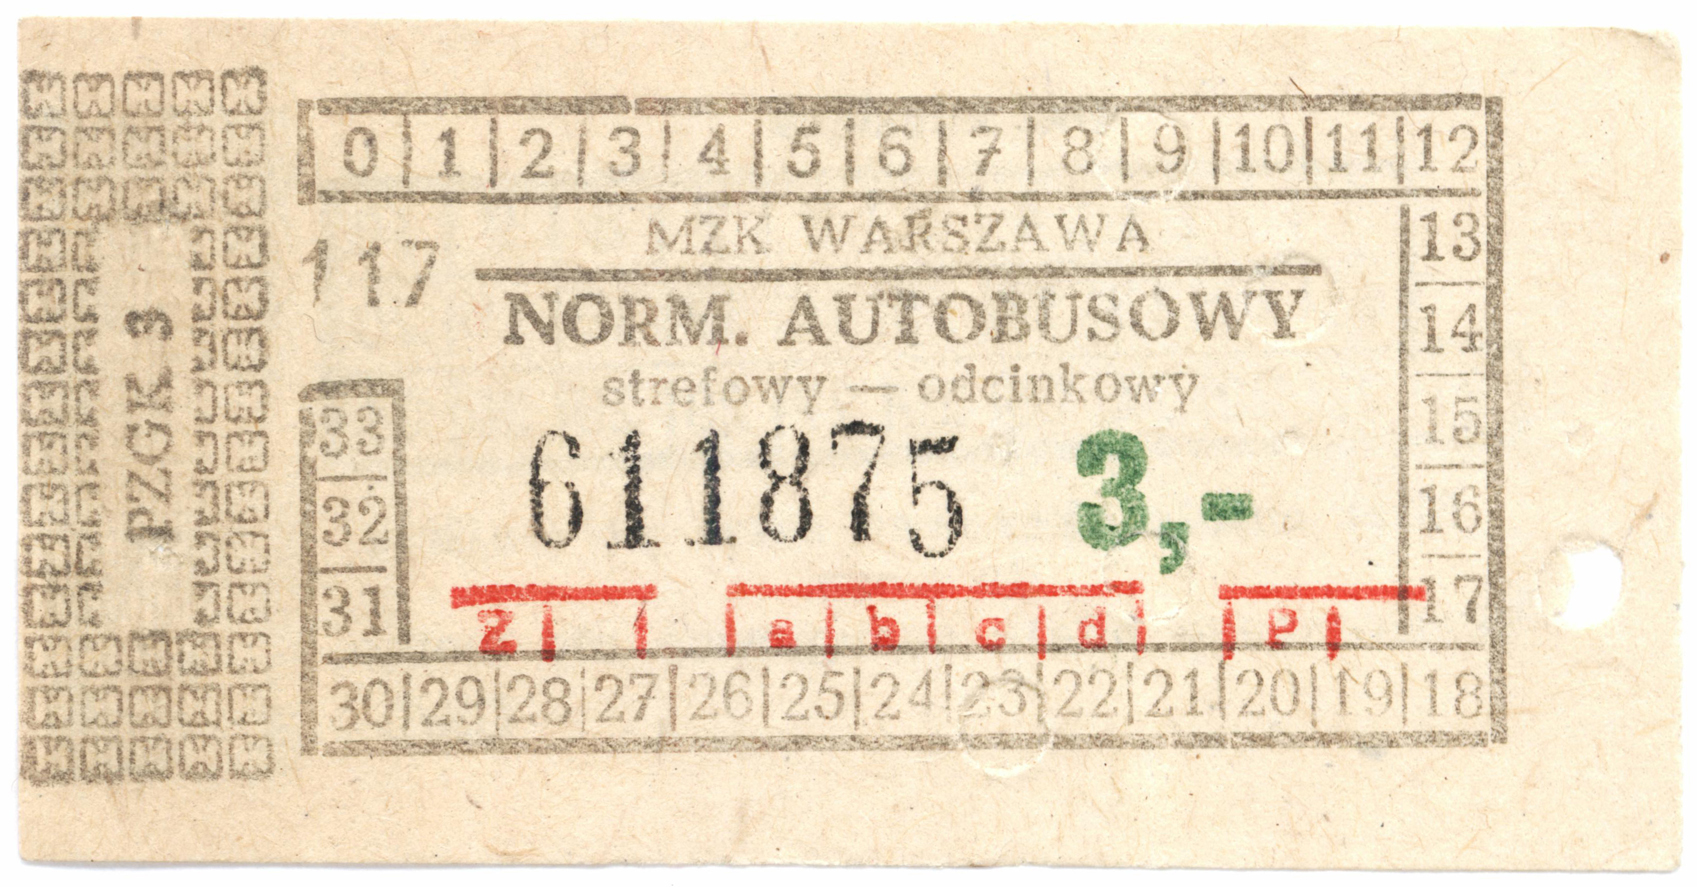 PZGK 3
0 1 2 3 4 5 6 7 8 9 10 11 12
MZK WARSZAWA
13
117
NORM. AUTOBUSOWY
14
strefowy — odcinkowy
33
15
611875 3,-
32
16
31
17
Z a b c d P
30 29 28 27 26 25 24 23 22 21 20 19 18